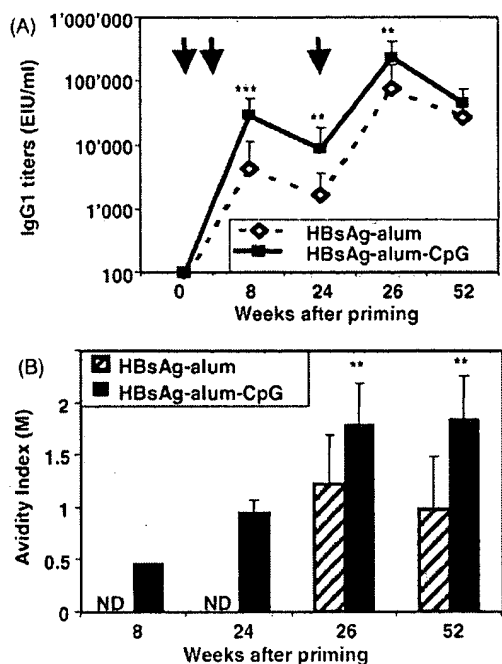 (A)
1'000'000
100'000
10'000
1'000
100
IgG1 titers (EIU/ml)
***
**
**
HBsAg-alum
HBsAg-alum-CpG
0 8 24 26 52
Weeks after priming
(B)
HBsAg-alum
HBsAg-alum-CpG
**
**
2
1.5
1
0.5
0
Avidity Index (M)
ND
ND
8 24 26 52
Weeks after priming